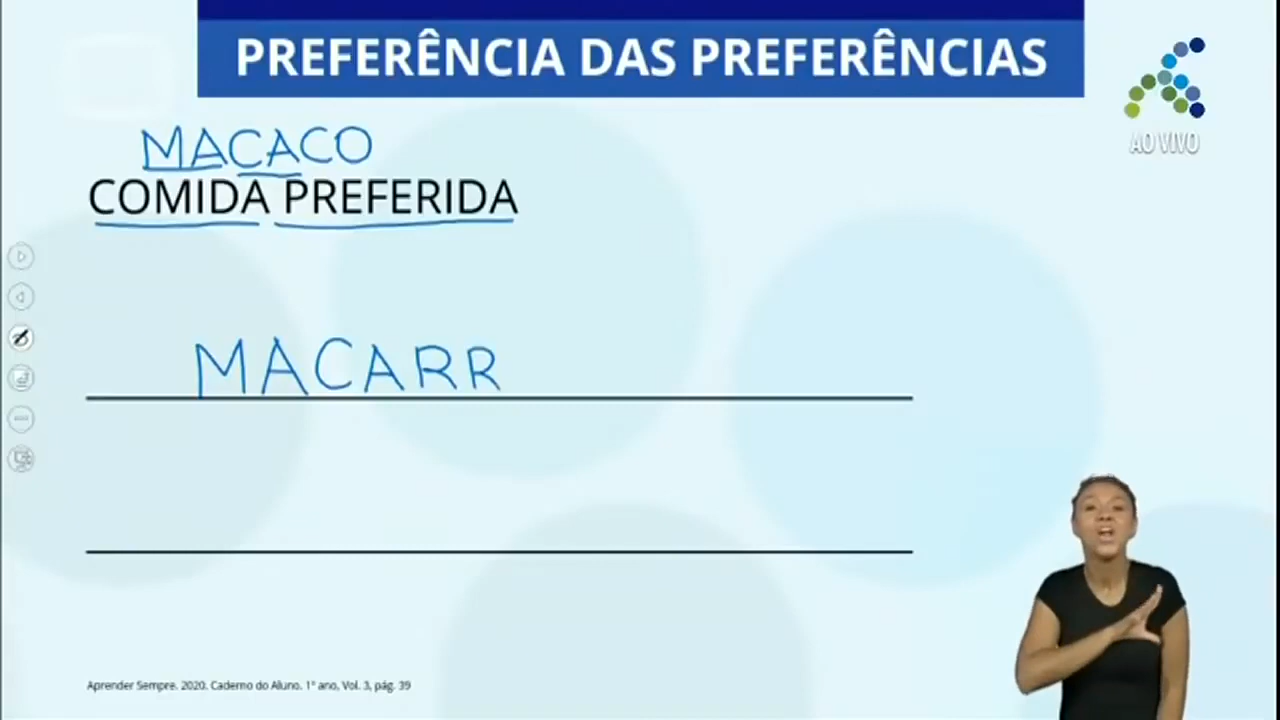 PREFERÊNCIA DAS PREFERÊNCIAS
AO VIVO
MACACO
COMIDA PREFERIDA
MACARR
Aprender Sempre. 2020. Caderno do Aluno. 1º ano, Vol. 3, pág. 39